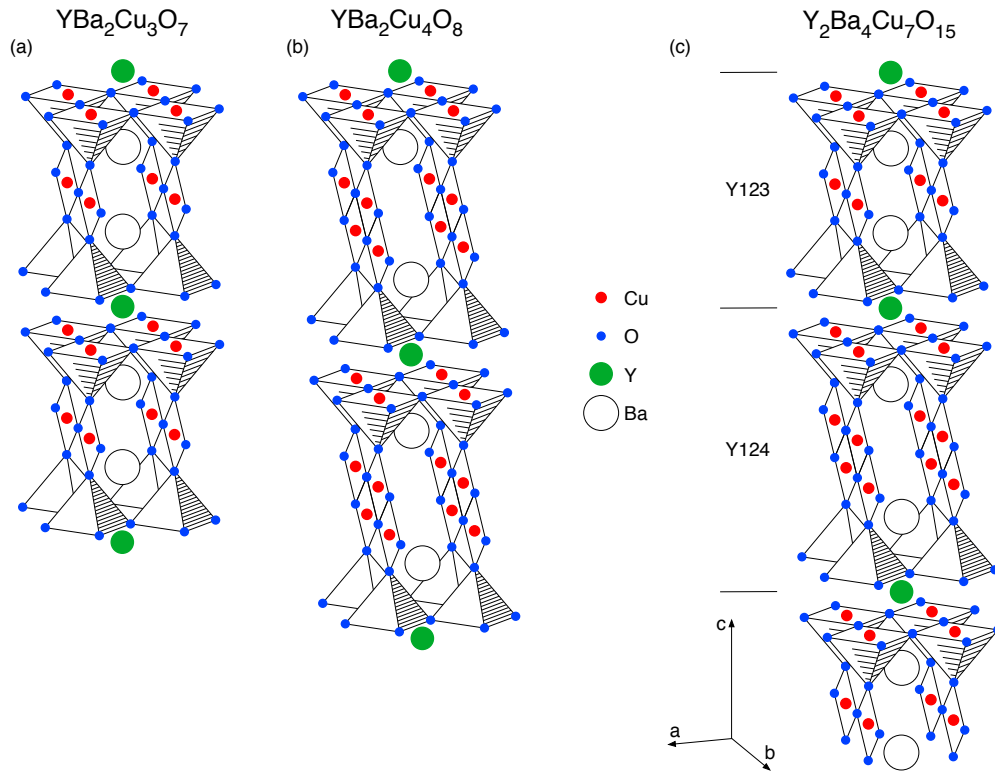 YBa₂Cu₃O₇
YBa₂Cu₄O₈
Y₂Ba₄Cu₇O₁₅
(a)
(b)
(c)
Y123
Cu
O
Y
Ba
Y124
c
a
b